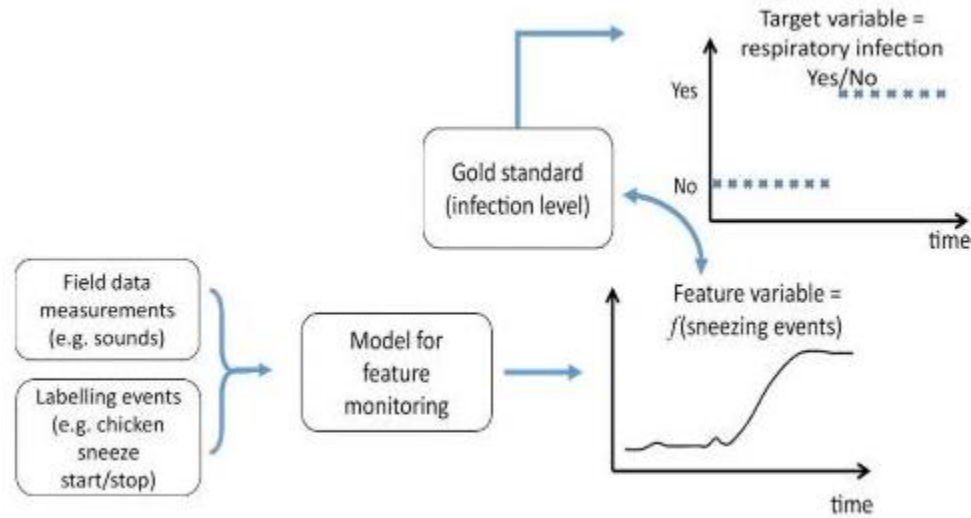 Target variable =
respiratory infection
Yes/No
Yes
No
time
Gold standard
(infection level)
Field data
measurements
(e.g. sounds)
Labelling events
(e.g. chicken
sneeze
start/stop)
Model for
feature
monitoring
Feature variable =
f(sneezing events)
time